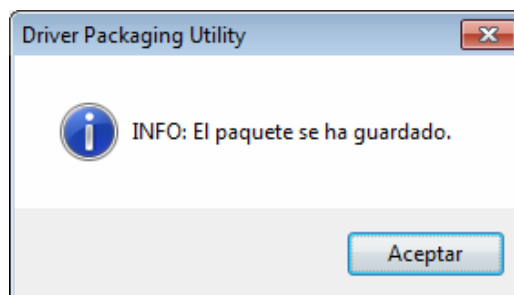 Driver Packaging Utility
INFO: El paquete se ha guardado.
Aceptar